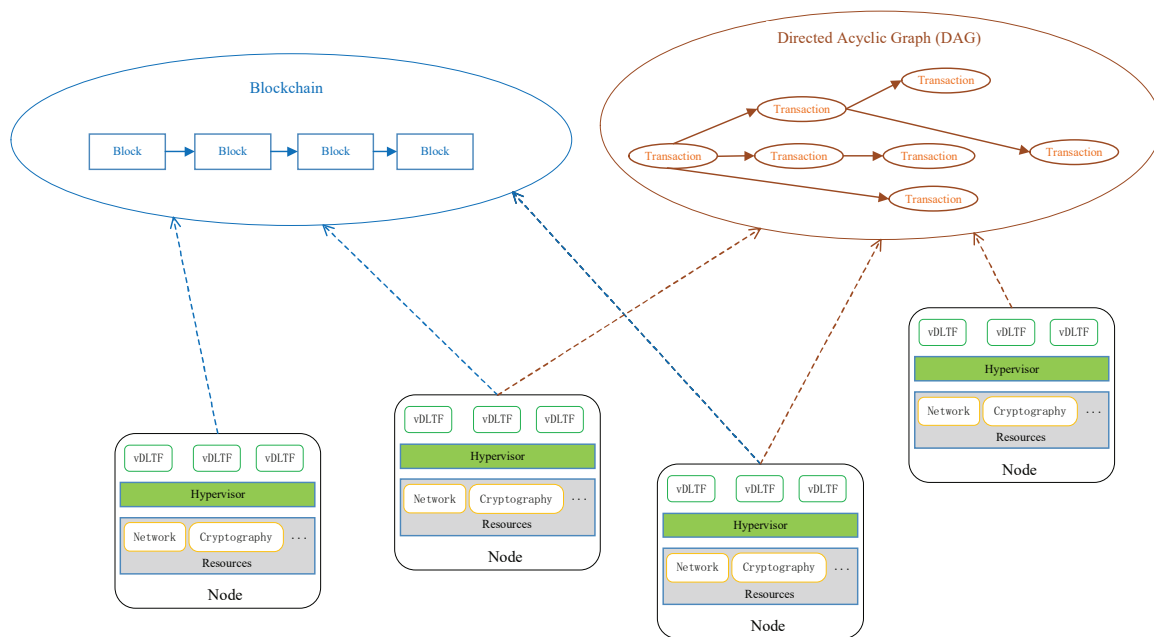 Directed Acyclic Graph (DAG)
Blockchain
Transaction
Transaction
Transaction
Transaction
Transaction
Transaction
Transaction
Block
Block
Block
Block
vDLTF
vDLTF
vDLTF
Hypervisor
Network
Cryptography
...
Resources
Node
vDLTF
vDLTF
vDLTF
Hypervisor
Network
Cryptography
...
Resources
Node
vDLTF
vDLTF
vDLTF
Hypervisor
Network
Cryptography
...
Resources
Node
vDLTF
vDLTF
vDLTF
Hypervisor
Network
Cryptography
...
Resources
Node